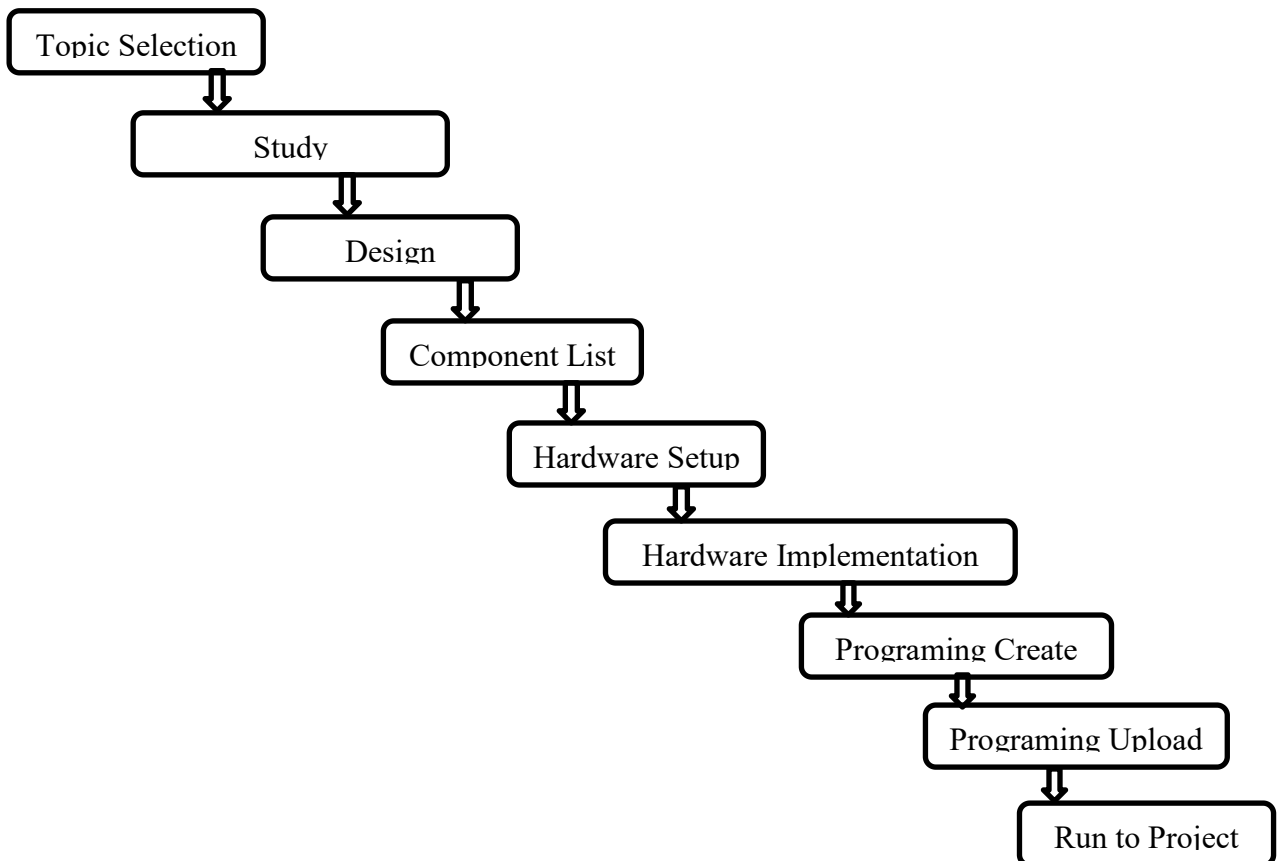 Topic Selection
Study
Design
Component List
Hardware Setup
Hardware Implementation
Programing Create
Programing Upload
Run to Project